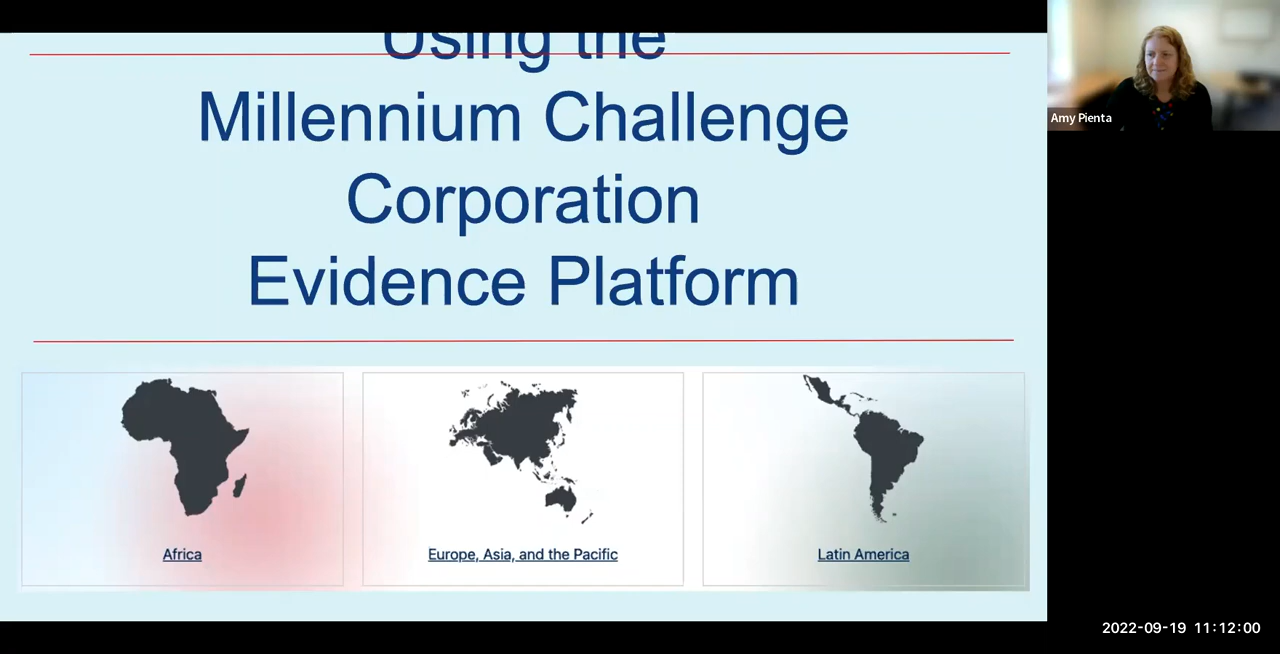 Using the
Millennium Challenge
Corporation
Evidence Platform
Africa
Europe, Asia, and the Pacific
Latin America
Amy Pienta
2022-09-19 11:12:00